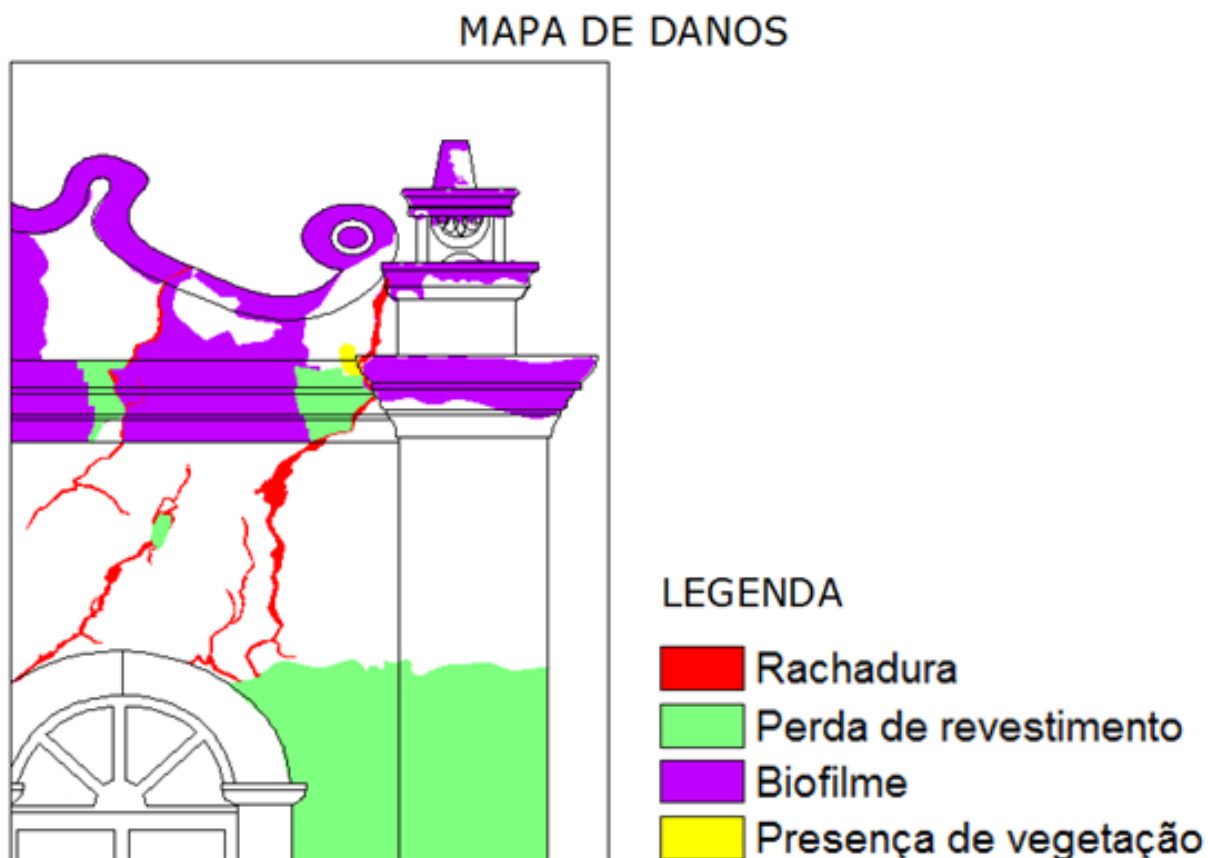 MAPA DE DANOS
LEGENDA
Rachadura
Perda de revestimento
Biofilme
Presença de vegetação